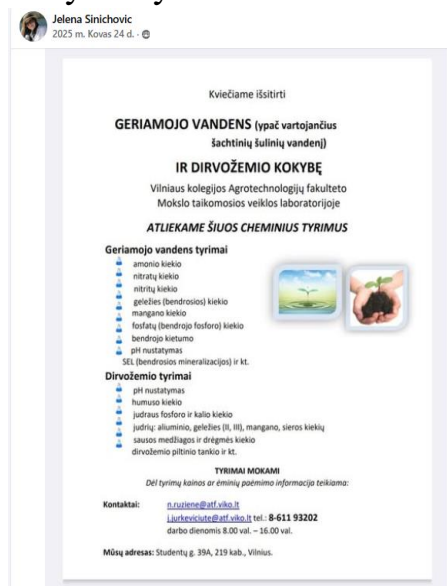 Jelena Sinichovic
2025 m. Kovas 24 d. ·
Kviečiame išsitirti
GERIAMOJO VANDENS (ypač vartojančius
šachtinių šulinių vandenį)
IR DIRVOŽEMIO KOKYBĘ
Vilniaus kolegijos Agrotechnologijų fakulteto
Mokslo taikomosios veiklos laboratorijoje
ATLIEKAME ŠIUOS CHEMINIUS TYRIMUS
Geriamojo vandens tyrimai
amonio kiekio
nitratų kiekio
nitritų kiekio
geležies (bendrosios) kiekio
mangano kiekio
fosfatų (bendrojo fosforo) kiekio
bendrojo kietumo
pH nustatymas
SEL (bendrosios mineralizacijos) ir kt.
Dirvožemio tyrimai
pH nustatymas
humuso kiekio
judraus fosforo ir kalio kiekio
judrių: aliuminio, geležies (II, III), mangano, sieros kiekių
sausos medžiagos ir drėgmės kiekio
dirvožemio piltinio tankio ir kt.
TYRIMAI MOKAMI
Dėl tyrimų kainos ar ėminių paėmimo informacija teikiama:
Kontaktai: n.ruziene@atf.viko.lt
j.jurkeviciute@atf.viko.lt tel.: 8-611 93202
darbo dienomis 8.00 val. – 16.00 val.
Mūsų adresas: Studentų g. 39A, 219 kab., Vilnius.